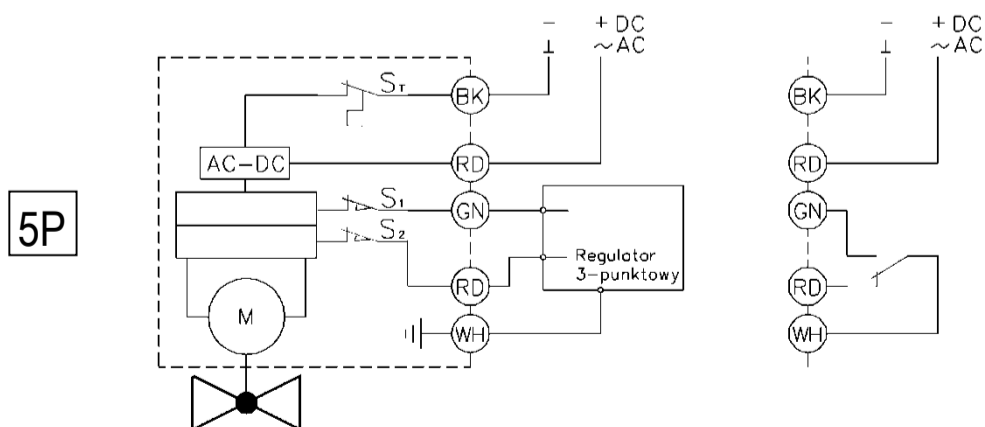 − + DC
⊥ ~AC
S_T
BK
AC-DC
RD
S₁
GN
S₂
Regulator
3-punktowy
RD
M
WH
5P
− + DC
⊥ ~AC
BK
RD
GN
RD
WH